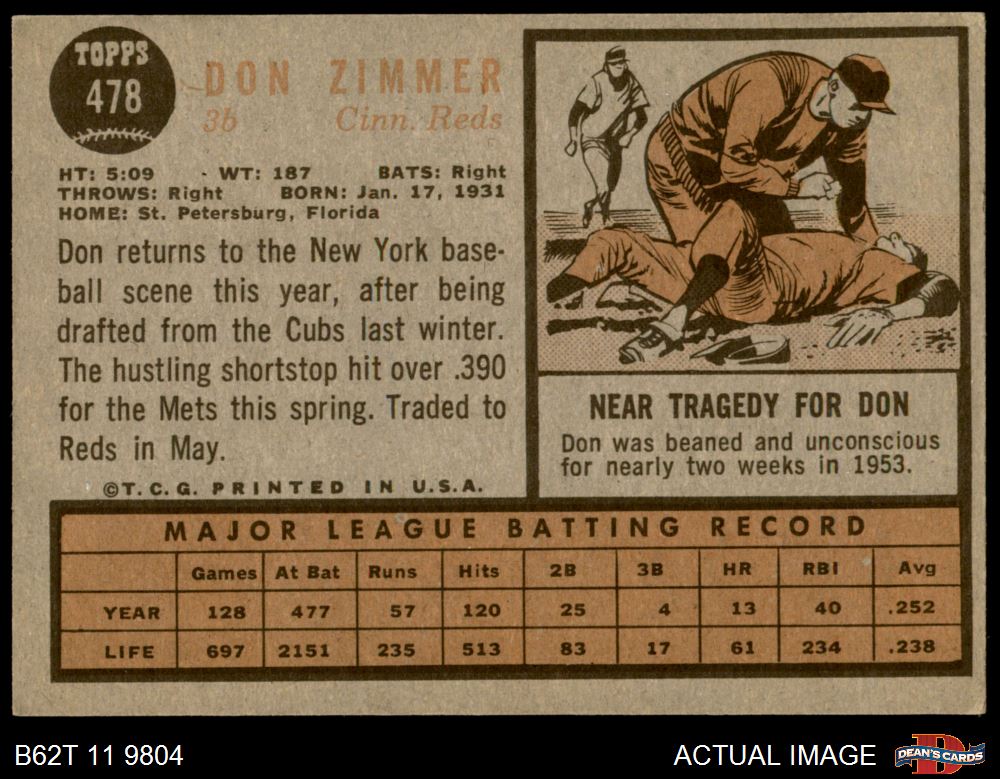 TOPPS
478
DON ZIMMER
3b Cinn. Reds
HT: 5:09 WT: 187 BATS: Right
THROWS: Right BORN: Jan. 17, 1931
HOME: St. Petersburg, Florida
Don returns to the New York base-
ball scene this year, after being
drafted from the Cubs last winter.
The hustling shortstop hit over .390
for the Mets this spring. Traded to
Reds in May.
©T.C.G. PRINTED IN U.S.A.
NEAR TRAGEDY FOR DON
Don was beaned and unconscious
for nearly two weeks in 1953.
MAJOR LEAGUE BATTING RECORD
Games At Bat Runs Hits 2B 3B HR RBI Avg
YEAR 128 477 57 120 25 4 13 40 .252
LIFE 697 2151 235 513 83 17 61 234 .238
B62T 11 9804
ACTUAL IMAGE
DEAN'S CARDS